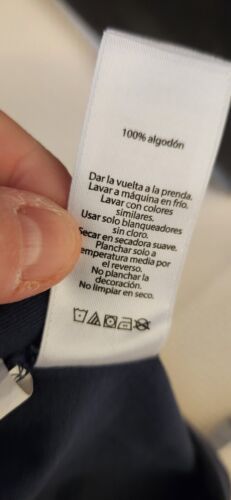 100% algodón
Dar la vuelta a la prenda.
Lavar a máquina en frío.
Lavar con colores
similares.
Usar solo blanqueadores
sin cloro.
Secar en secadora suave.
Planchar solo a
temperatura media por
el reverso.
No planchar la
decoración.
No limpiar en seco.